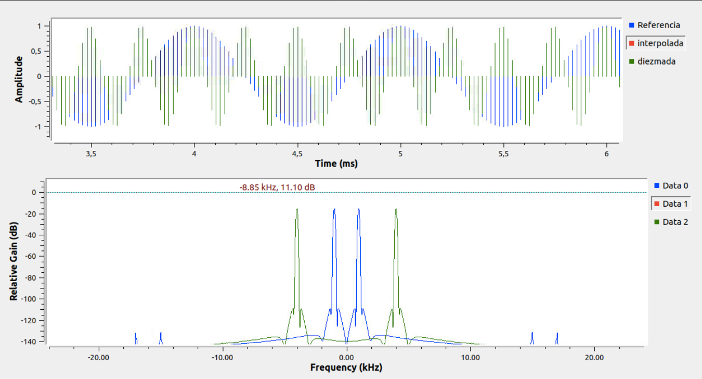 Amplitude
1
0,5
0
-0,5
-1
3,5
4
4,5
5
5,5
6
Time (ms)
Referencia
interpolada
diezmada
Relative Gain (dB)
0
-20
-40
-60
-80
-100
-120
-140
-8.85 kHz, 11.10 dB
-20.00
-10.00
0.00
10.00
20.00
Frequency (kHz)
Data 0
Data 1
Data 2